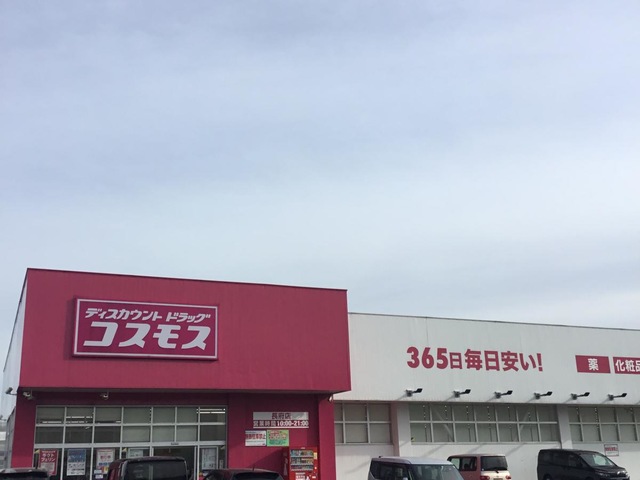 ディスカウント ドラッグ
コスモス
365日毎日安い!
薬
化粧品
長府店
営業時間 10:00-21:00